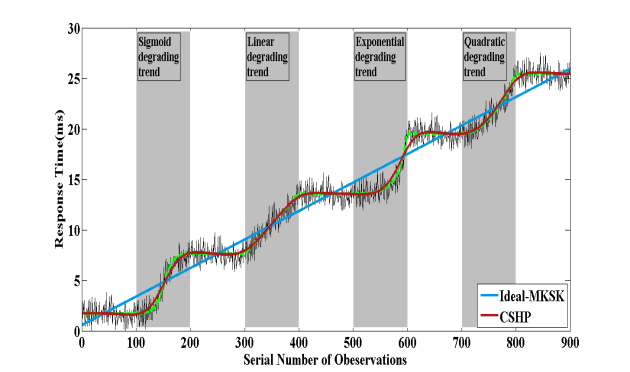 30
25
20
15
10
5
0
Response Time(ms)
Sigmoid
degrading
trend
Linear
degrading
trend
Exponential
degrading
trend
Quadratic
degrading
trend
Ideal-MKSK
CSHP
0 100 200 300 400 500 600 700 800 900
Serial Number of Obeservations